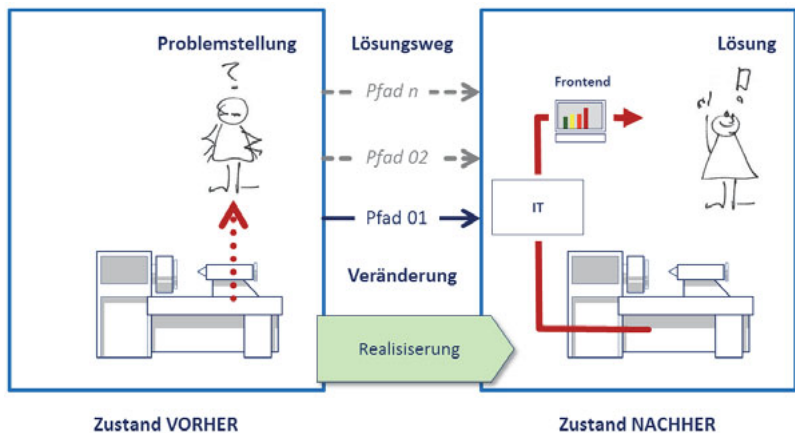 Problemstellung
Lösungsweg
Lösung
?
Pfad n
Frontend
!
Pfad 02
Pfad 01
IT
Veränderung
Realisiserung
Zustand VORHER
Zustand NACHHER